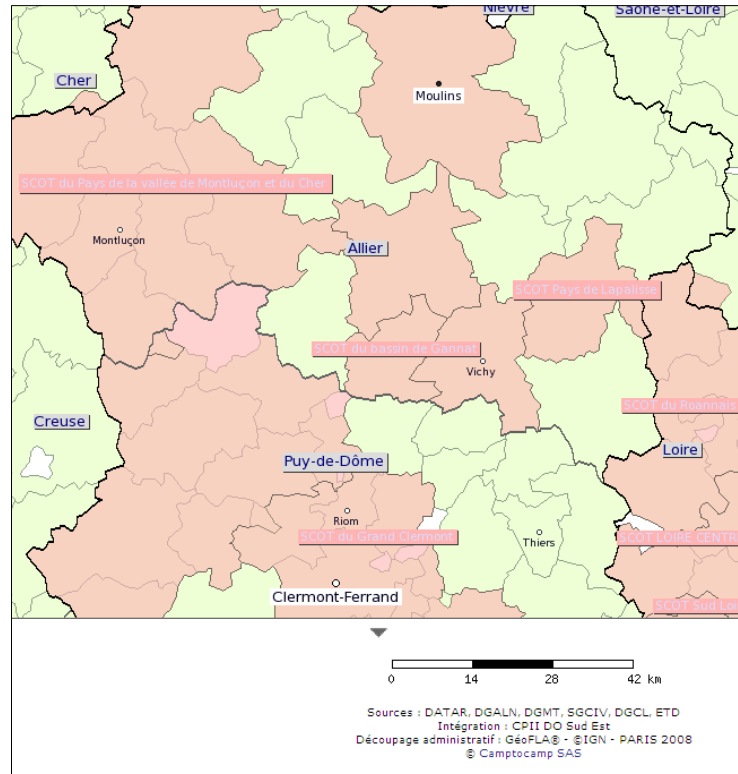 Nièvre
Saône-et-Loire
Cher
Moulins
SCOT du Pays de la vallée de Montluçon et du Cher
Montluçon
Allier
SCOT Pays de Lapalisse
SCOT du bassin de Gannat
Vichy
SCOT du Roannais
Creuse
Loire
Puy-de-Dôme
Riom
SCOT du Grand Clermont
Thiers
SCOT LOIRE CENTR
Clermont-Ferrand
SCOT Sud Loi
0 14 28 42 km
Sources : DATAR, DGALN, DGMT, SGCIV, DGCL, ETD
Intégration : CPII DO Sud Est
Découpage administratif : GéoFLA® - ©IGN - PARIS 2008
© Camptocamp SAS